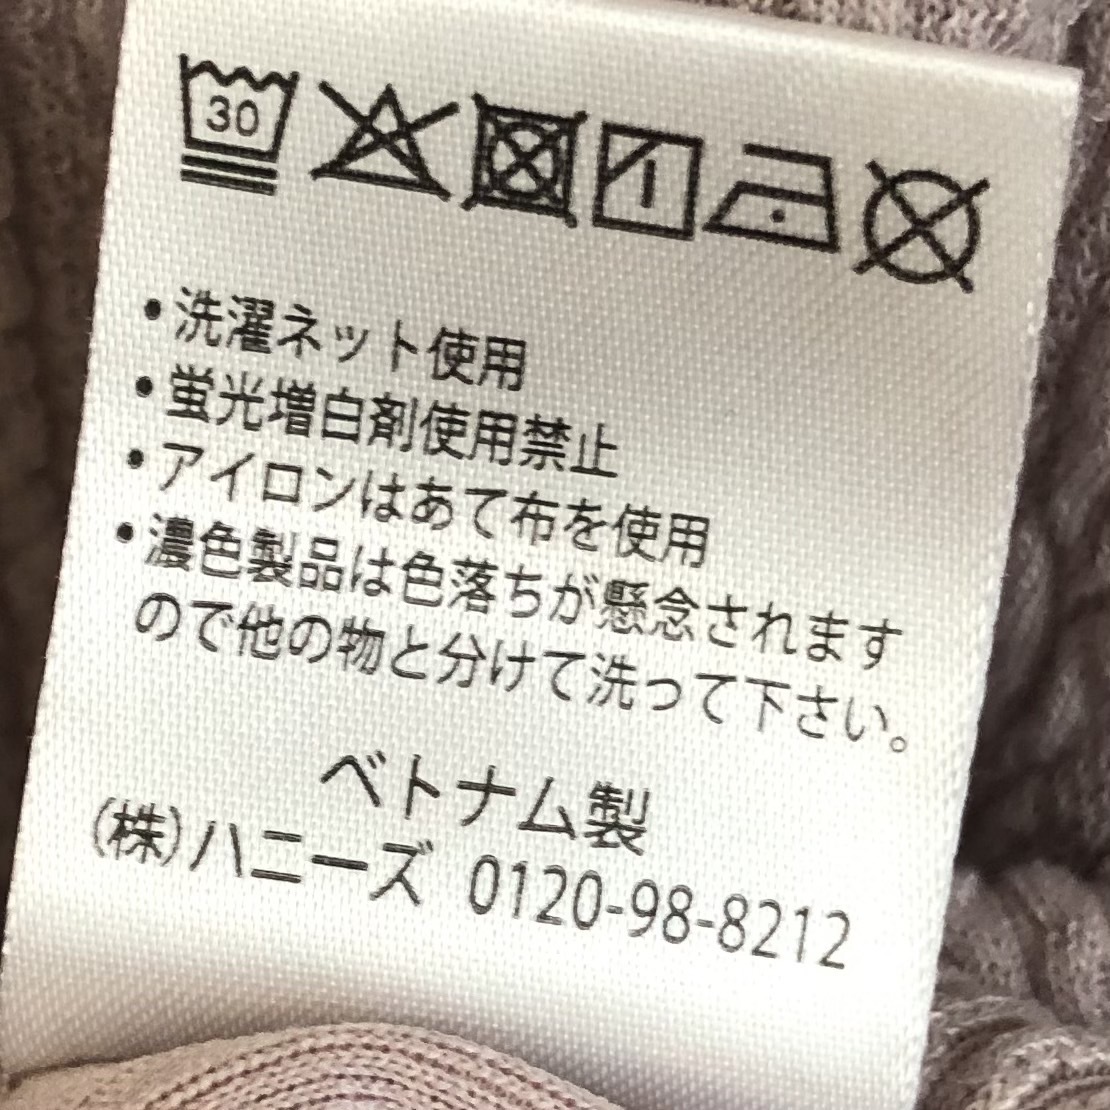 30
・洗濯ネット使用
・蛍光増白剤使用禁止
・アイロンはあて布を使用
・濃色製品は色落ちが懸念されます
ので他の物と分けて洗って下さい。
ベトナム製
(株)ハニーズ 0120-98-8212